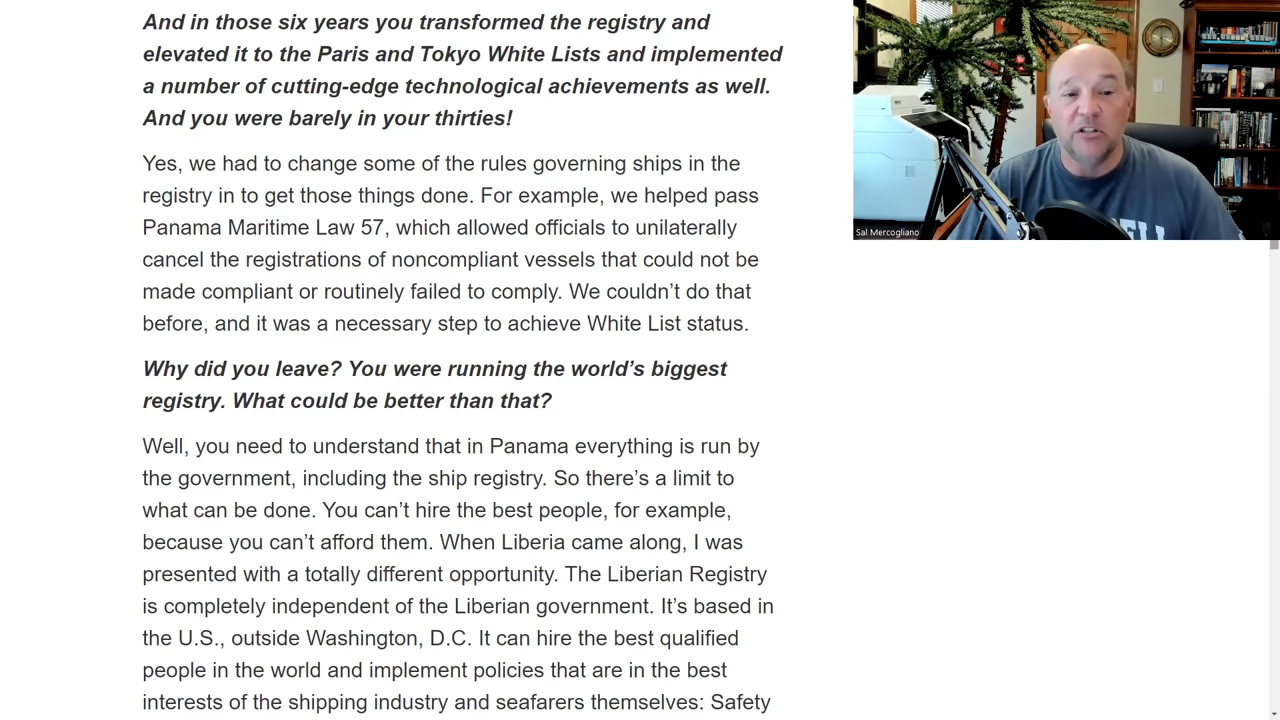 And in those six years you transformed the registry and
elevated it to the Paris and Tokyo White Lists and implemented
a number of cutting-edge technological achievements as well.
And you were barely in your thirties!
Yes, we had to change some of the rules governing ships in the
registry in to get those things done. For example, we helped pass
Panama Maritime Law 57, which allowed officials to unilaterally
cancel the registrations of noncompliant vessels that could not be
made compliant or routinely failed to comply. We couldn’t do that
before, and it was a necessary step to achieve White List status.
Why did you leave? You were running the world’s biggest
registry. What could be better than that?
Well, you need to understand that in Panama everything is run by
the government, including the ship registry. So there’s a limit to
what can be done. You can’t hire the best people, for example,
because you can’t afford them. When Liberia came along, I was
presented with a totally different opportunity. The Liberian Registry
is completely independent of the Liberian government. It’s based in
the U.S., outside Washington, D.C. It can hire the best qualified
people in the world and implement policies that are in the best
interests of the shipping industry and seafarers themselves: Safety
Sal Mercogliano